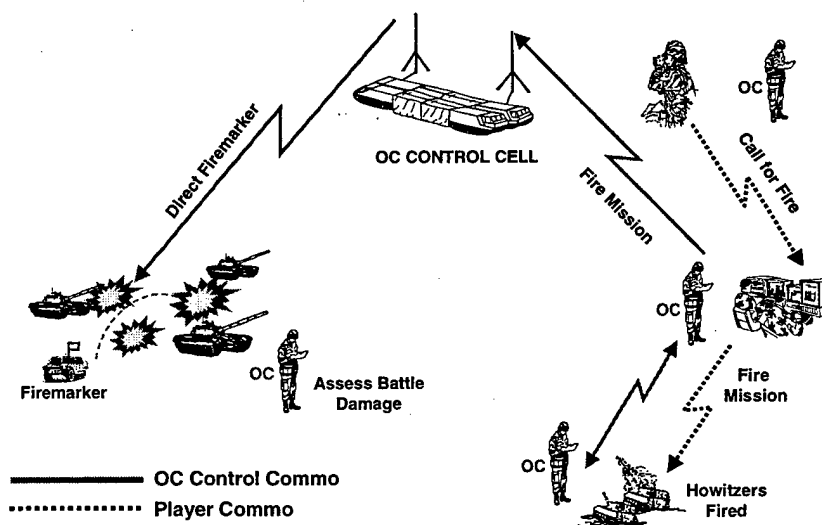 OC
Call for Fire
OC CONTROL CELL
Direct Firemarker
Fire Mission
OC
Firemarker
OC
Assess Battle
Damage
Fire
Mission
OC
Howitzers
Fired
OC Control Commo
Player Commo